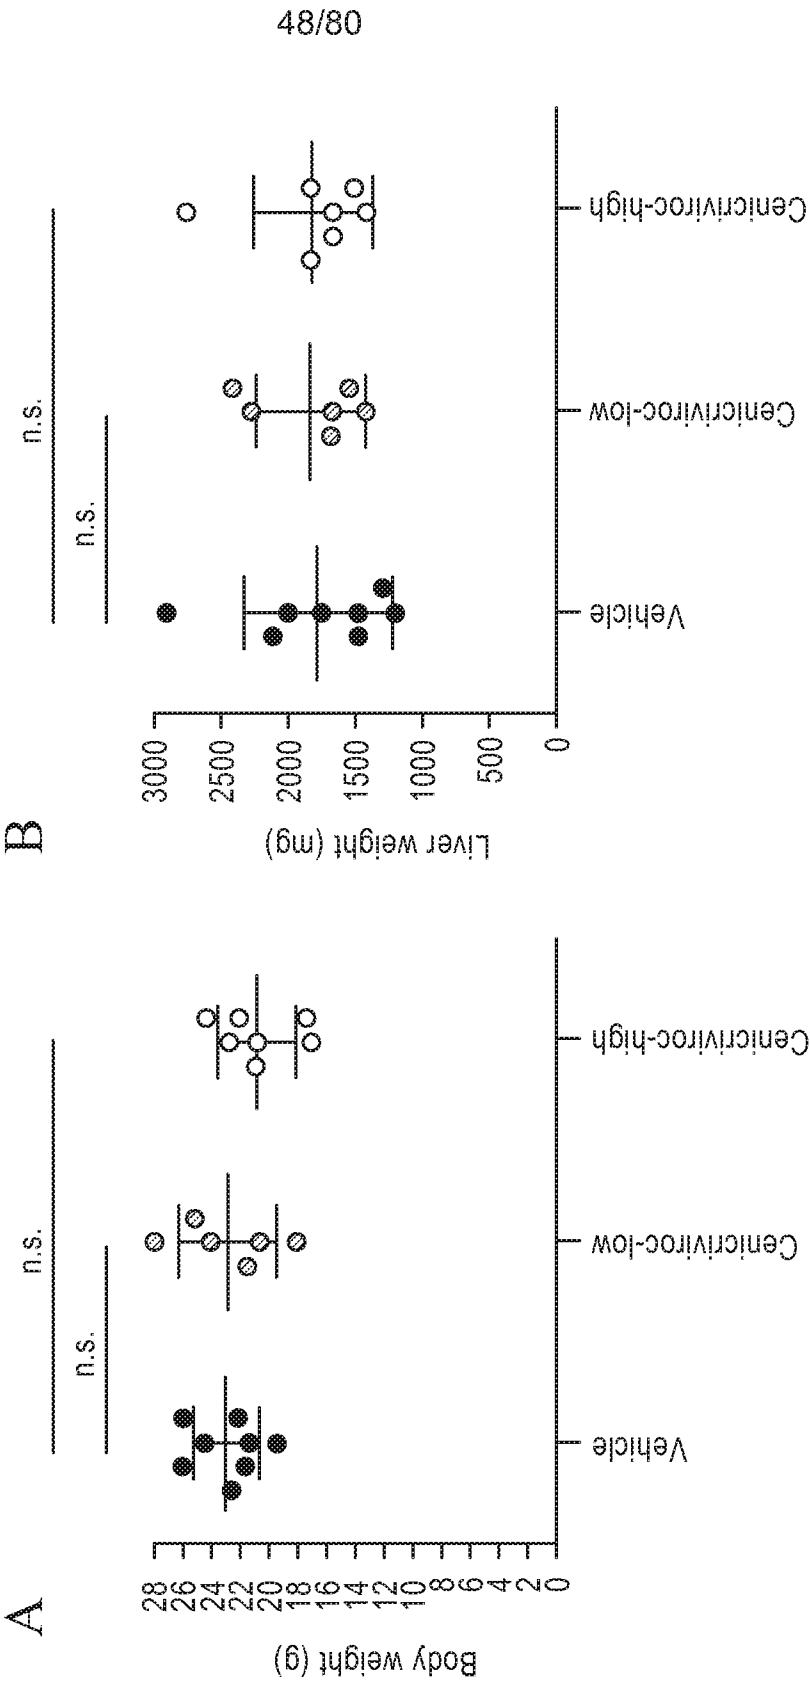 48/80
A
n.s.
n.s.
Body weight (g)
28
26
24
22
20
18
16
14
12
10
8
6
4
2
0
Vehicle
Cenicriviroc-low
Cenicriviroc-high
B
n.s.
n.s.
Liver weight (mg)
3000
2500
2000
1500
1000
500
0
Vehicle
Cenicriviroc-low
Cenicriviroc-high